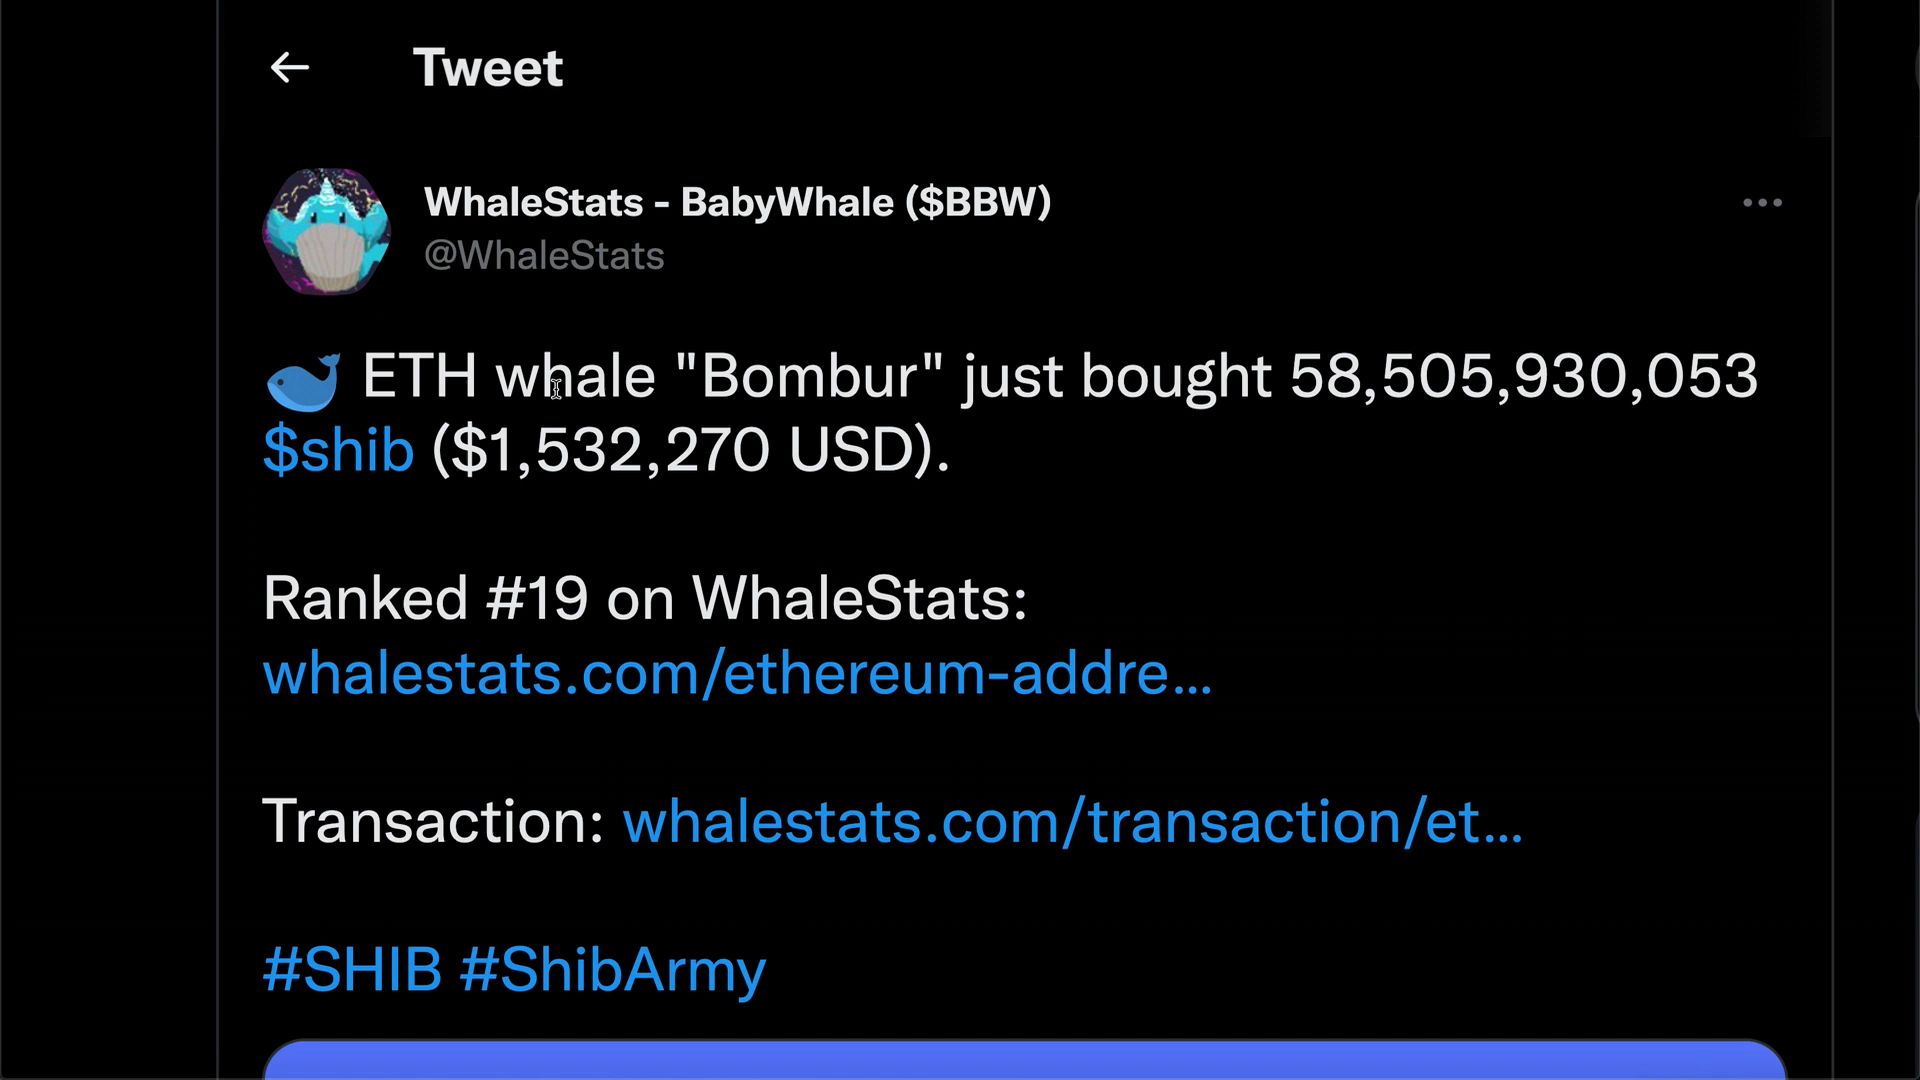 Tweet
WhaleStats - BabyWhale ($BBW)
@WhaleStats
ETH whale "Bombur" just bought 58,505,930,053
$shib ($1,532,270 USD).
Ranked #19 on WhaleStats:
whalestats.com/ethereum-addre…
Transaction: whalestats.com/transaction/et…
#SHIB #ShibArmy